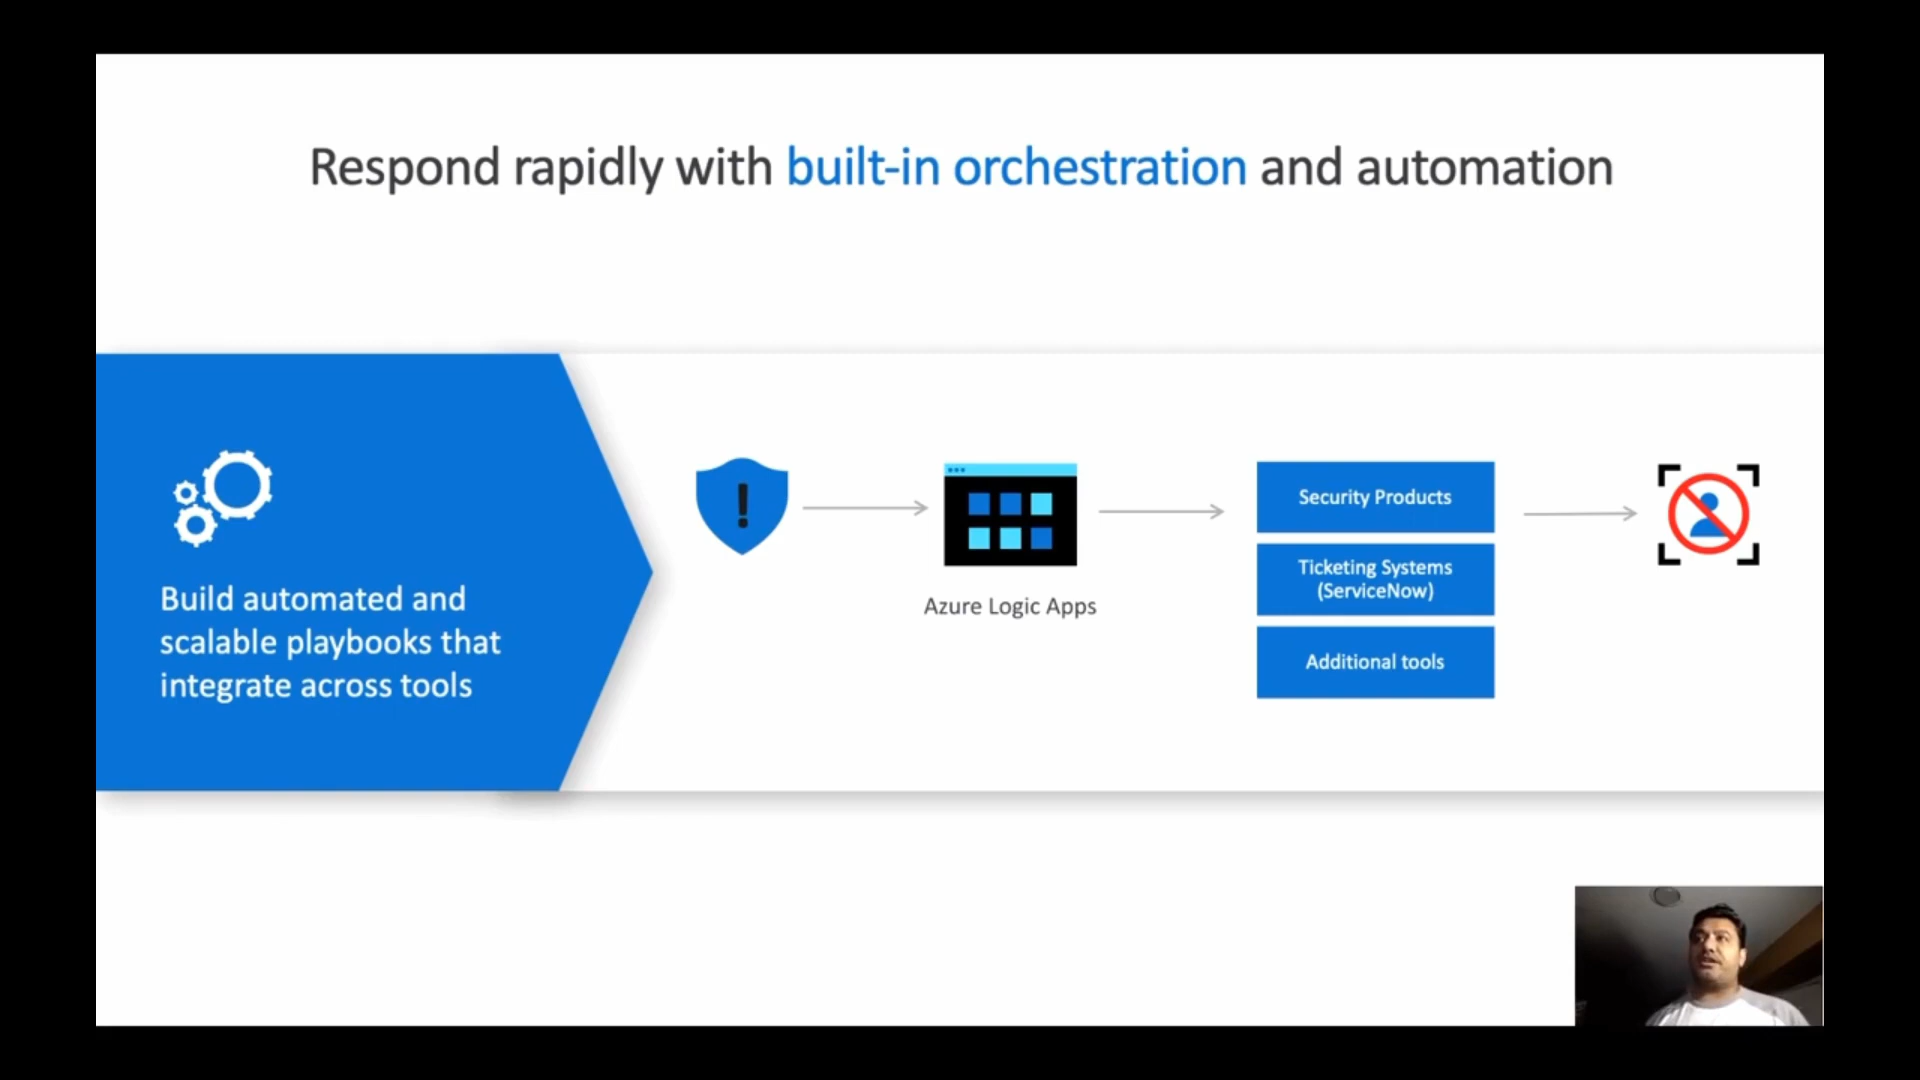 Respond rapidly with built-in orchestration and automation
Build automated and
scalable playbooks that
integrate across tools
Azure Logic Apps
Security Products
Ticketing Systems
(ServiceNow)
Additional tools